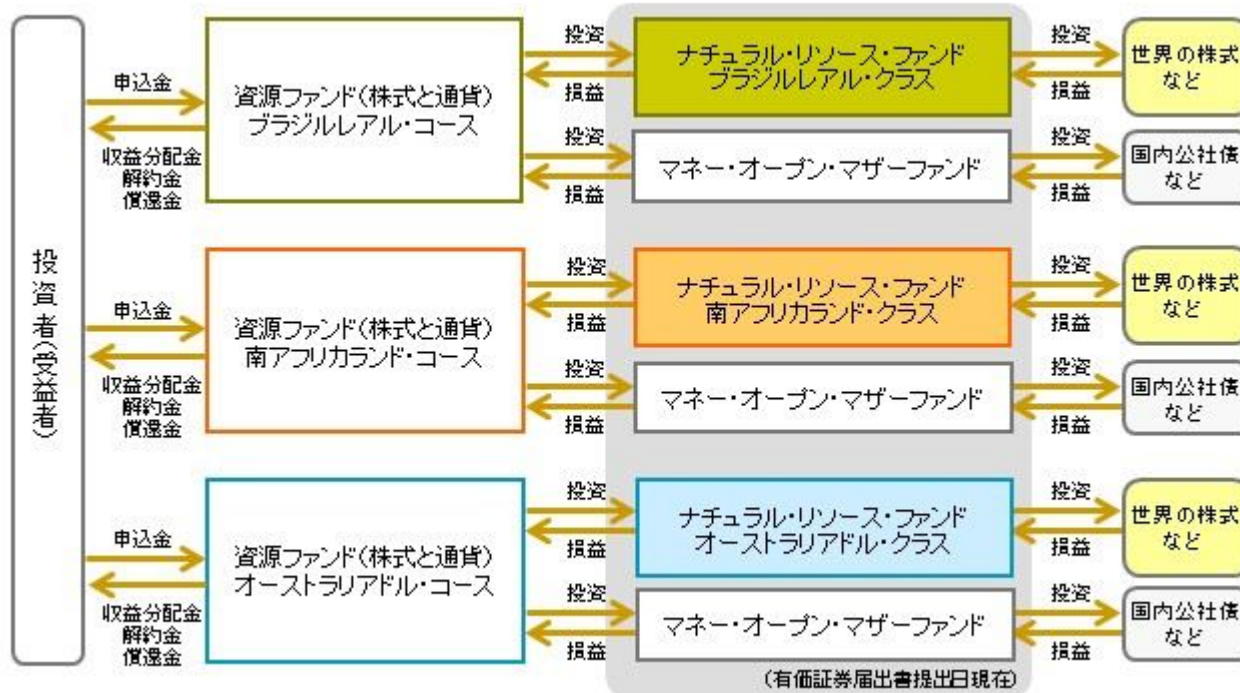 投資者(受益者)
申込金
収益分配金
解約金
償還金
資源ファンド(株式と通貨)
ブラジルレアル・コース
投資
損益
投資
損益
ナチュラル・リソース・ファンド
ブラジルレアル・クラス
マネー・オープン・マザーファンド
投資
損益
投資
損益
世界の株式
など
国内公社債
など
申込金
収益分配金
解約金
償還金
資源ファンド(株式と通貨)
南アフリカランド・コース
投資
損益
投資
損益
ナチュラル・リソース・ファンド
南アフリカランド・クラス
マネー・オープン・マザーファンド
投資
損益
投資
損益
世界の株式
など
国内公社債
など
申込金
収益分配金
解約金
償還金
資源ファンド(株式と通貨)
オーストラリアドル・コース
投資
損益
投資
損益
ナチュラル・リソース・ファンド
オーストラリアドル・クラス
マネー・オープン・マザーファンド
投資
損益
投資
損益
世界の株式
など
国内公社債
など
(有価証券届出書提出日現在)